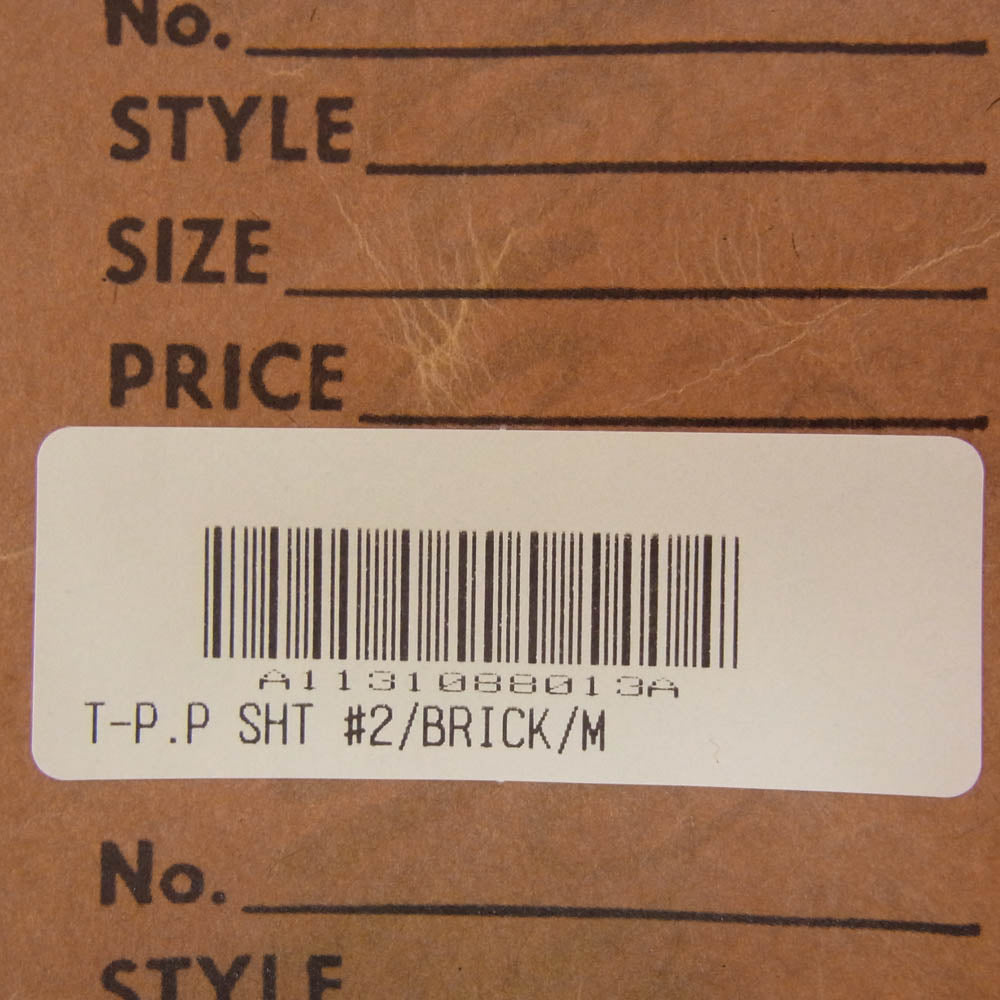 No.
STYLE
SIZE
PRICE
A1131088013A
T-P.P SHT #2/BRICK/M
No.
STYLE